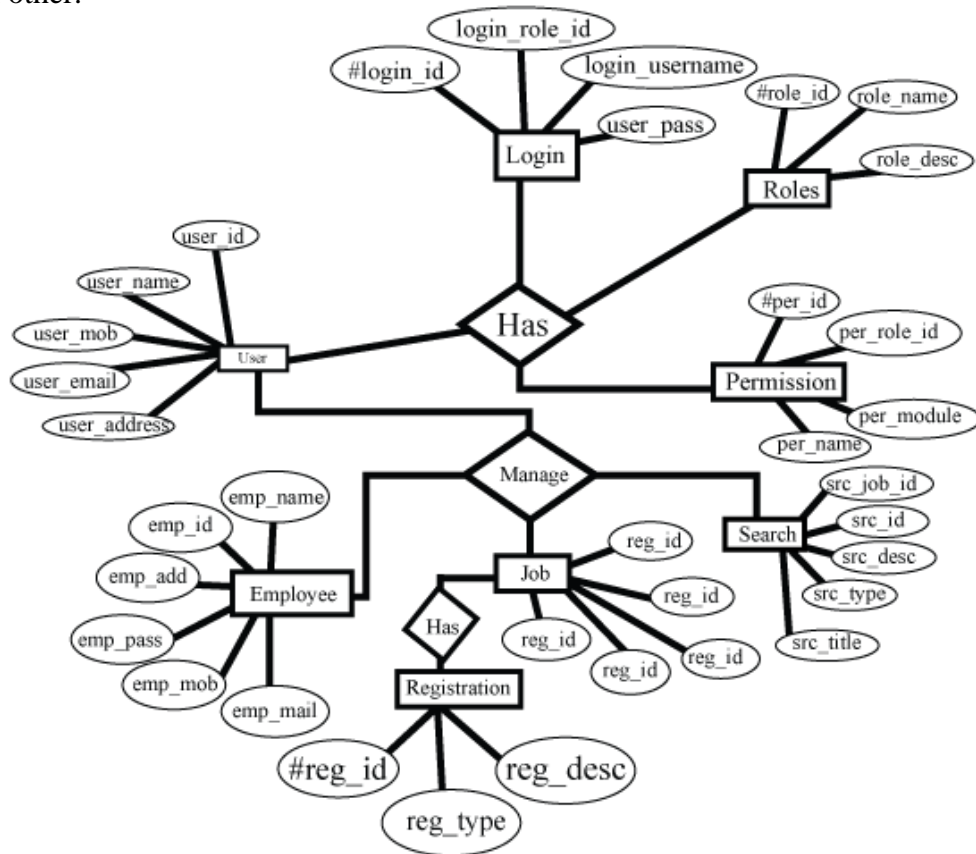 other.
login_role_id
#login_id
login_username
user_pass
Login
#role_id
role_name
role_desc
Roles
user_id
user_name
user_mob
user_email
user_address
User
Has
#per_id
per_role_id
Permission
per_module
per_name
Manage
emp_name
emp_id
emp_add
Employee
emp_pass
emp_mob
emp_mail
reg_id
Job
reg_id
reg_id
reg_id
reg_id
src_job_id
src_id
Search
src_desc
src_type
src_title
Has
Registration
#reg_id
reg_desc
reg_type